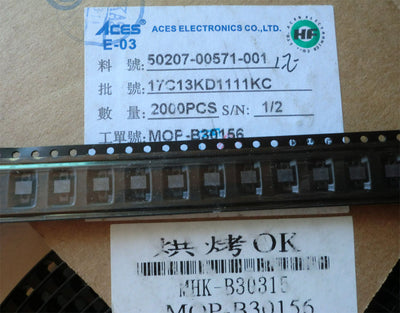 ACES ACES ELECTRONICS CO.,LTD.
E-03
HF
料 號: 50207-00571-001
批 號: 17C13KD1111KC
數 量: 2000PCS S/N: 1/2
工單號: MOP-B30156
烘烤OK
MHK-B30315
MOP-B30156